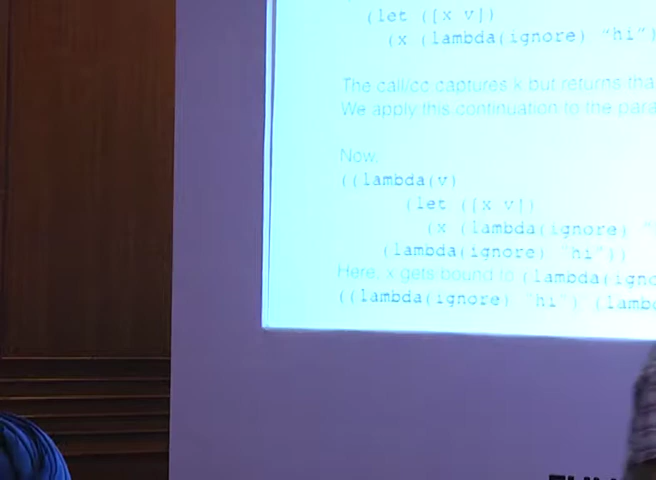 (let ([x v])
(x (lambda(ignore) "hi")
The call/cc captures k but returns tha
We apply this continuation to the para
Now,
((lambda(v)
(let ([x v])
(x (lambda(ignore) "
(lambda(ignore) "hi"))
Here, x gets bound to (lambda(igno
((lambda(ignore) "hi") (lambd